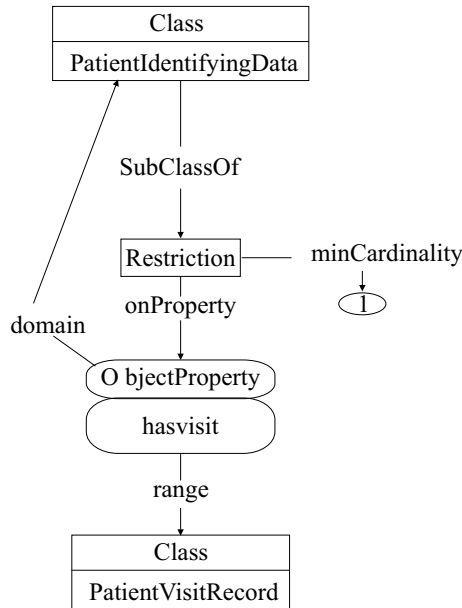 Class
PatientIdentifyingData
SubClassOf
Restriction
minCardinality
1
onProperty
domain
O bjectProperty
hasvisit
range
Class
PatientVisitRecord